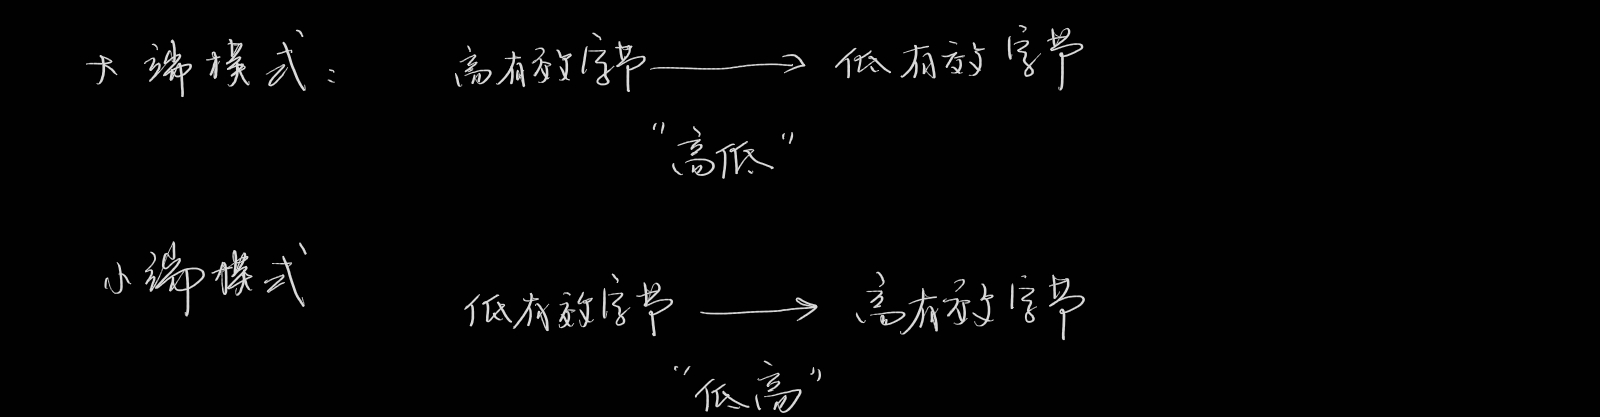 大端模式： 高有效字节 → 低有效字节
"高低"
小端模式 低有效字节 → 高有效字节
"低高"